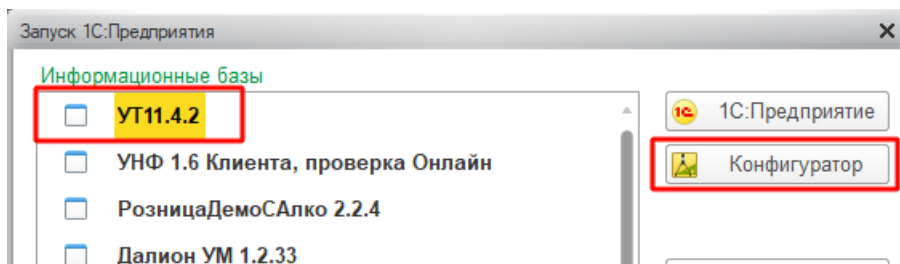 Запуск 1С:Предприятия
Информационные базы
УТ11.4.2
1С:Предприятие
УНФ 1.6 Клиента, проверка Онлайн
Конфигуратор
РозницаДемоСАлко 2.2.4
Далион УМ 1.2.33